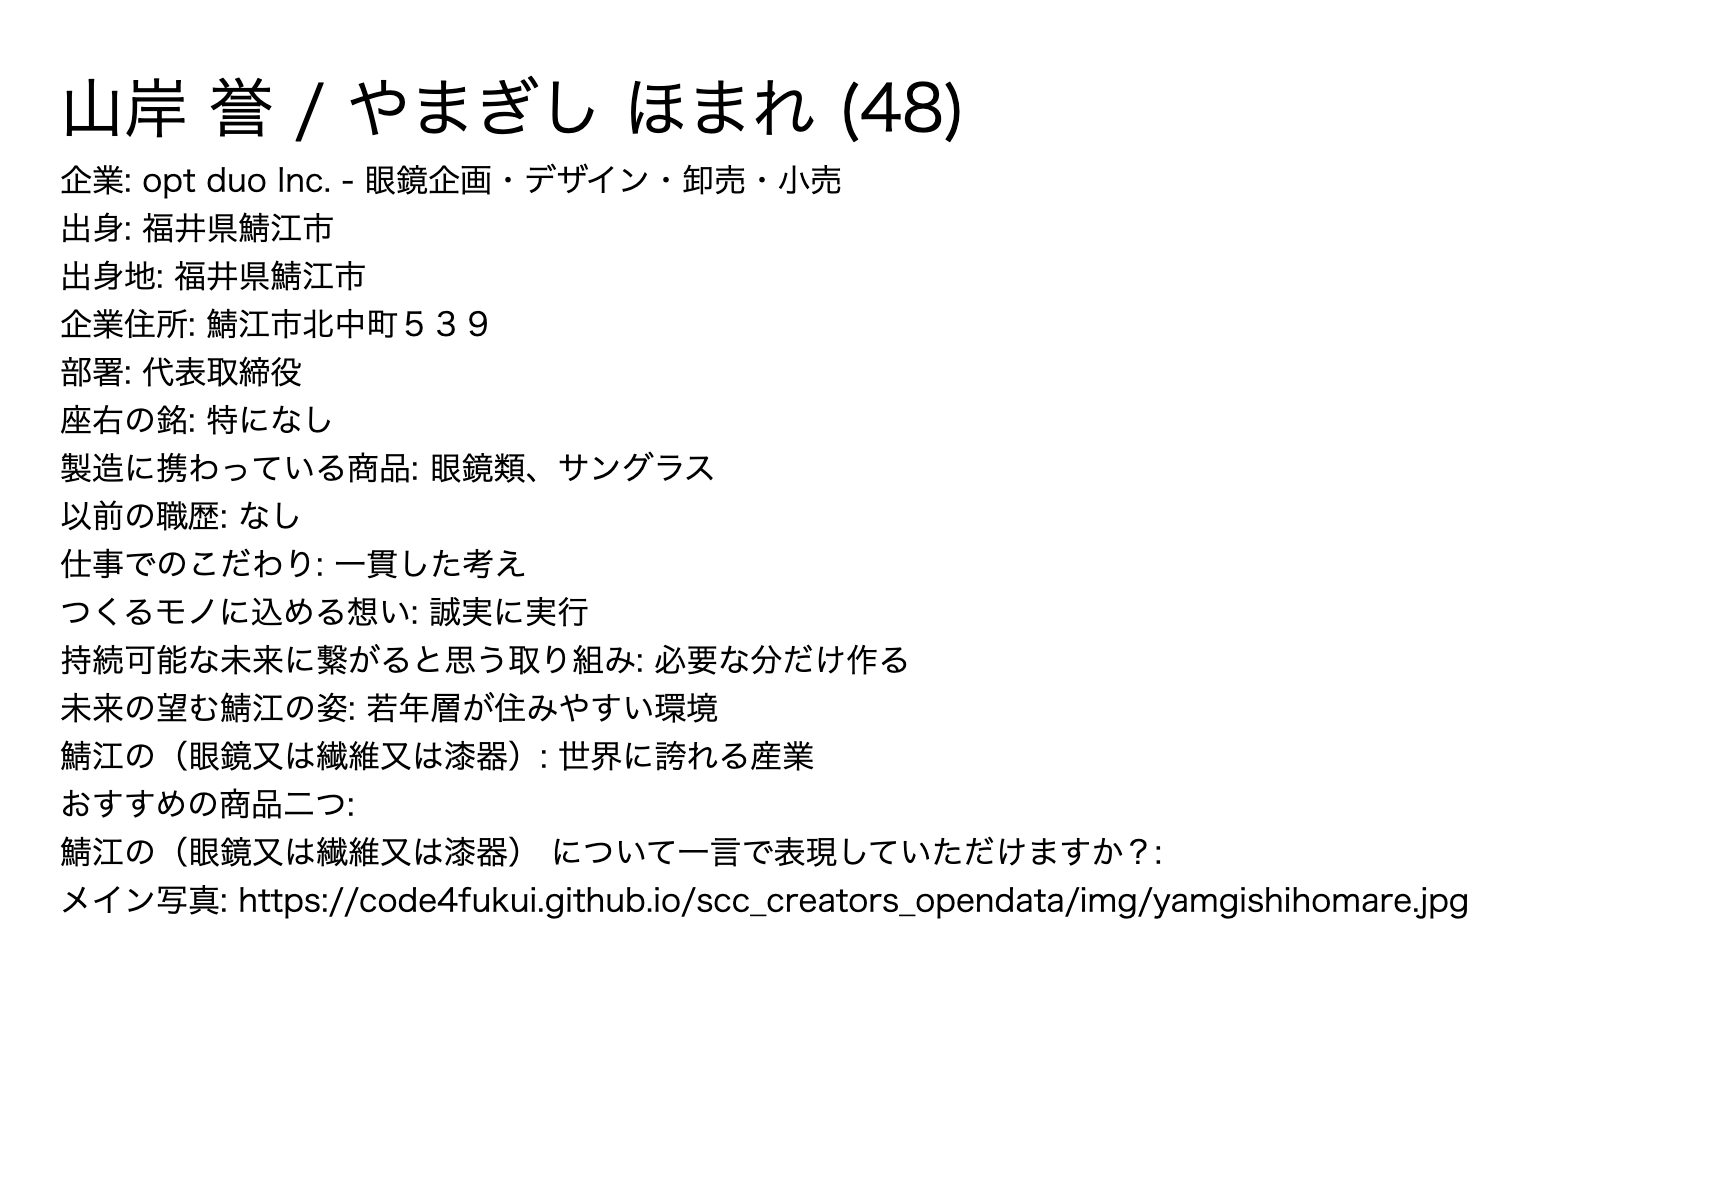 山岸 誉 / やまぎし ほまれ (48)
企業: opt duo Inc. - 眼鏡企画・デザイン・卸売・小売
出身: 福井県鯖江市
出身地: 福井県鯖江市
企業住所: 鯖江市北中町５３９
部署: 代表取締役
座右の銘: 特になし
製造に携わっている商品: 眼鏡類、サングラス
以前の職歴: なし
仕事でのこだわり: 一貫した考え
つくるモノに込める想い: 誠実に実行
持続可能な未来に繋がると思う取り組み: 必要な分だけ作る
未来の望む鯖江の姿: 若年層が住みやすい環境
鯖江の（眼鏡又は繊維又は漆器）: 世界に誇れる産業
おすすめの商品二つ:
鯖江の（眼鏡又は繊維又は漆器） について一言で表現していただけますか？:
メイン写真: https://code4fukui.github.io/scc_creators_opendata/img/yamgishihomare.jpg